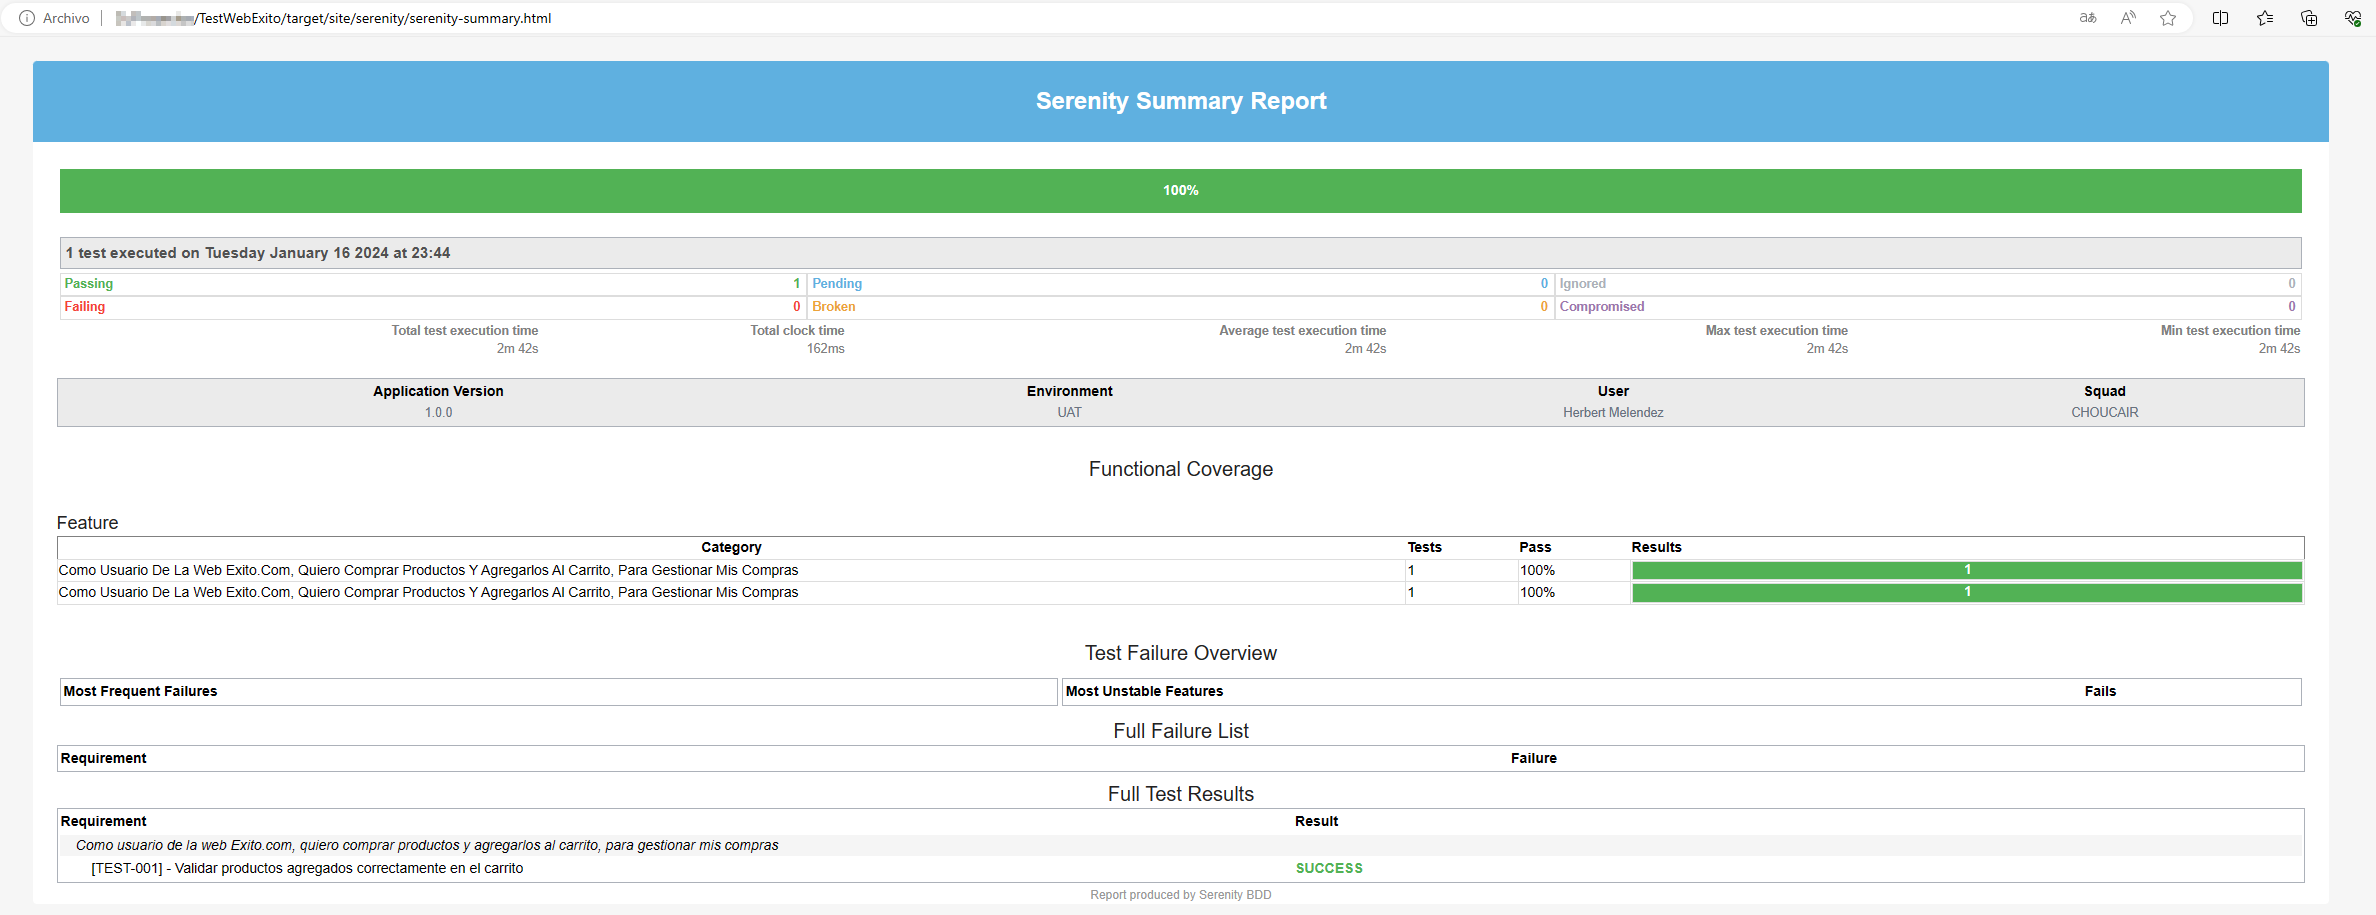 Archivo /TestWebExito/target/site/serenity/serenity-summary.html
Serenity Summary Report
100%
1 test executed on Tuesday January 16 2024 at 23:44
Passing 1 Pending 0 Ignored 0
Failing 0 Broken 0 Compromised 0
Total test execution time Total clock time Average test execution time Max test execution time Min test execution time
2m 42s 162ms 2m 42s 2m 42s 2m 42s
Application Version Environment User Squad
1.0.0 UAT Herbert Melendez CHOUCAIR
Functional Coverage
Feature
Category Tests Pass Results
Como Usuario De La Web Exito.Com, Quiero Comprar Productos Y Agregarlos Al Carrito, Para Gestionar Mis Compras 1 100% 1
Como Usuario De La Web Exito.Com, Quiero Comprar Productos Y Agregarlos Al Carrito, Para Gestionar Mis Compras 1 100% 1
Test Failure Overview
Most Frequent Failures Most Unstable Features Fails
Full Failure List
Requirement Failure
Full Test Results
Requirement Result
Como usuario de la web Exito.com, quiero comprar productos y agregarlos al carrito, para gestionar mis compras
[TEST-001] - Validar productos agregados correctamente en el carrito SUCCESS
Report produced by Serenity BDD